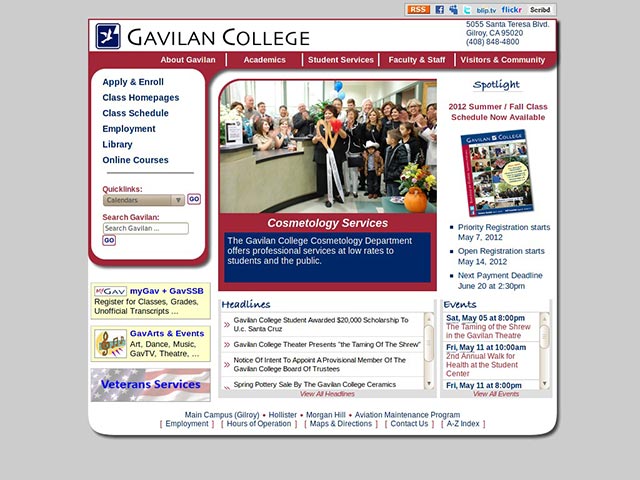 RSS blip.tv flickr Scribd
GAVILAN COLLEGE
5055 Santa Teresa Blvd.
Gilroy, CA 95020
(408) 848-4800
About Gavilan
Academics
Student Services
Faculty & Staff
Visitors & Community
Apply & Enroll
Class Homepages
Class Schedule
Employment
Library
Online Courses
Quicklinks:
Calendars
GO
Search Gavilan:
Search Gavilan ...
GO
myGAV
myGav + GavSSB
Register for Classes, Grades,
Unofficial Transcripts ...
GavArts & Events
Art, Dance, Music,
GavTV, Theatre, ...
Veterans Services
Cosmetology Services
The Gavilan College Cosmetology Department
offers professional services at low rates to
students and the public.
Headlines
Gavilan College Student Awarded $20,000 Scholarship To
U.c. Santa Cruz
Gavilan College Theater Presents "the Taming Of The Shrew"
Notice Of Intent To Appoint A Provisional Member Of The
Gavilan College Board Of Trustees
Spring Pottery Sale By The Gavilan College Ceramics
View All Headlines
Spotlight
2012 Summer / Fall Class
Schedule Now Available
GAVILAN COLLEGE
Priority Registration starts
May 7, 2012
Open Registration starts
May 14, 2012
Next Payment Deadline
June 20 at 2:30pm
Events
Sat, May 05 at 8:00pm
The Taming of the Shrew
in the Gavilan Theatre
Fri, May 11 at 10:00am
2nd Annual Walk for
Health at the Student
Center
Fri, May 11 at 8:00pm
View All Events
Main Campus (Gilroy) • Hollister • Morgan Hill • Aviation Maintenance Program
[ Employment ] [ Hours of Operation ] [ Maps & Directions ] [ Contact Us ] [ A-Z Index ]